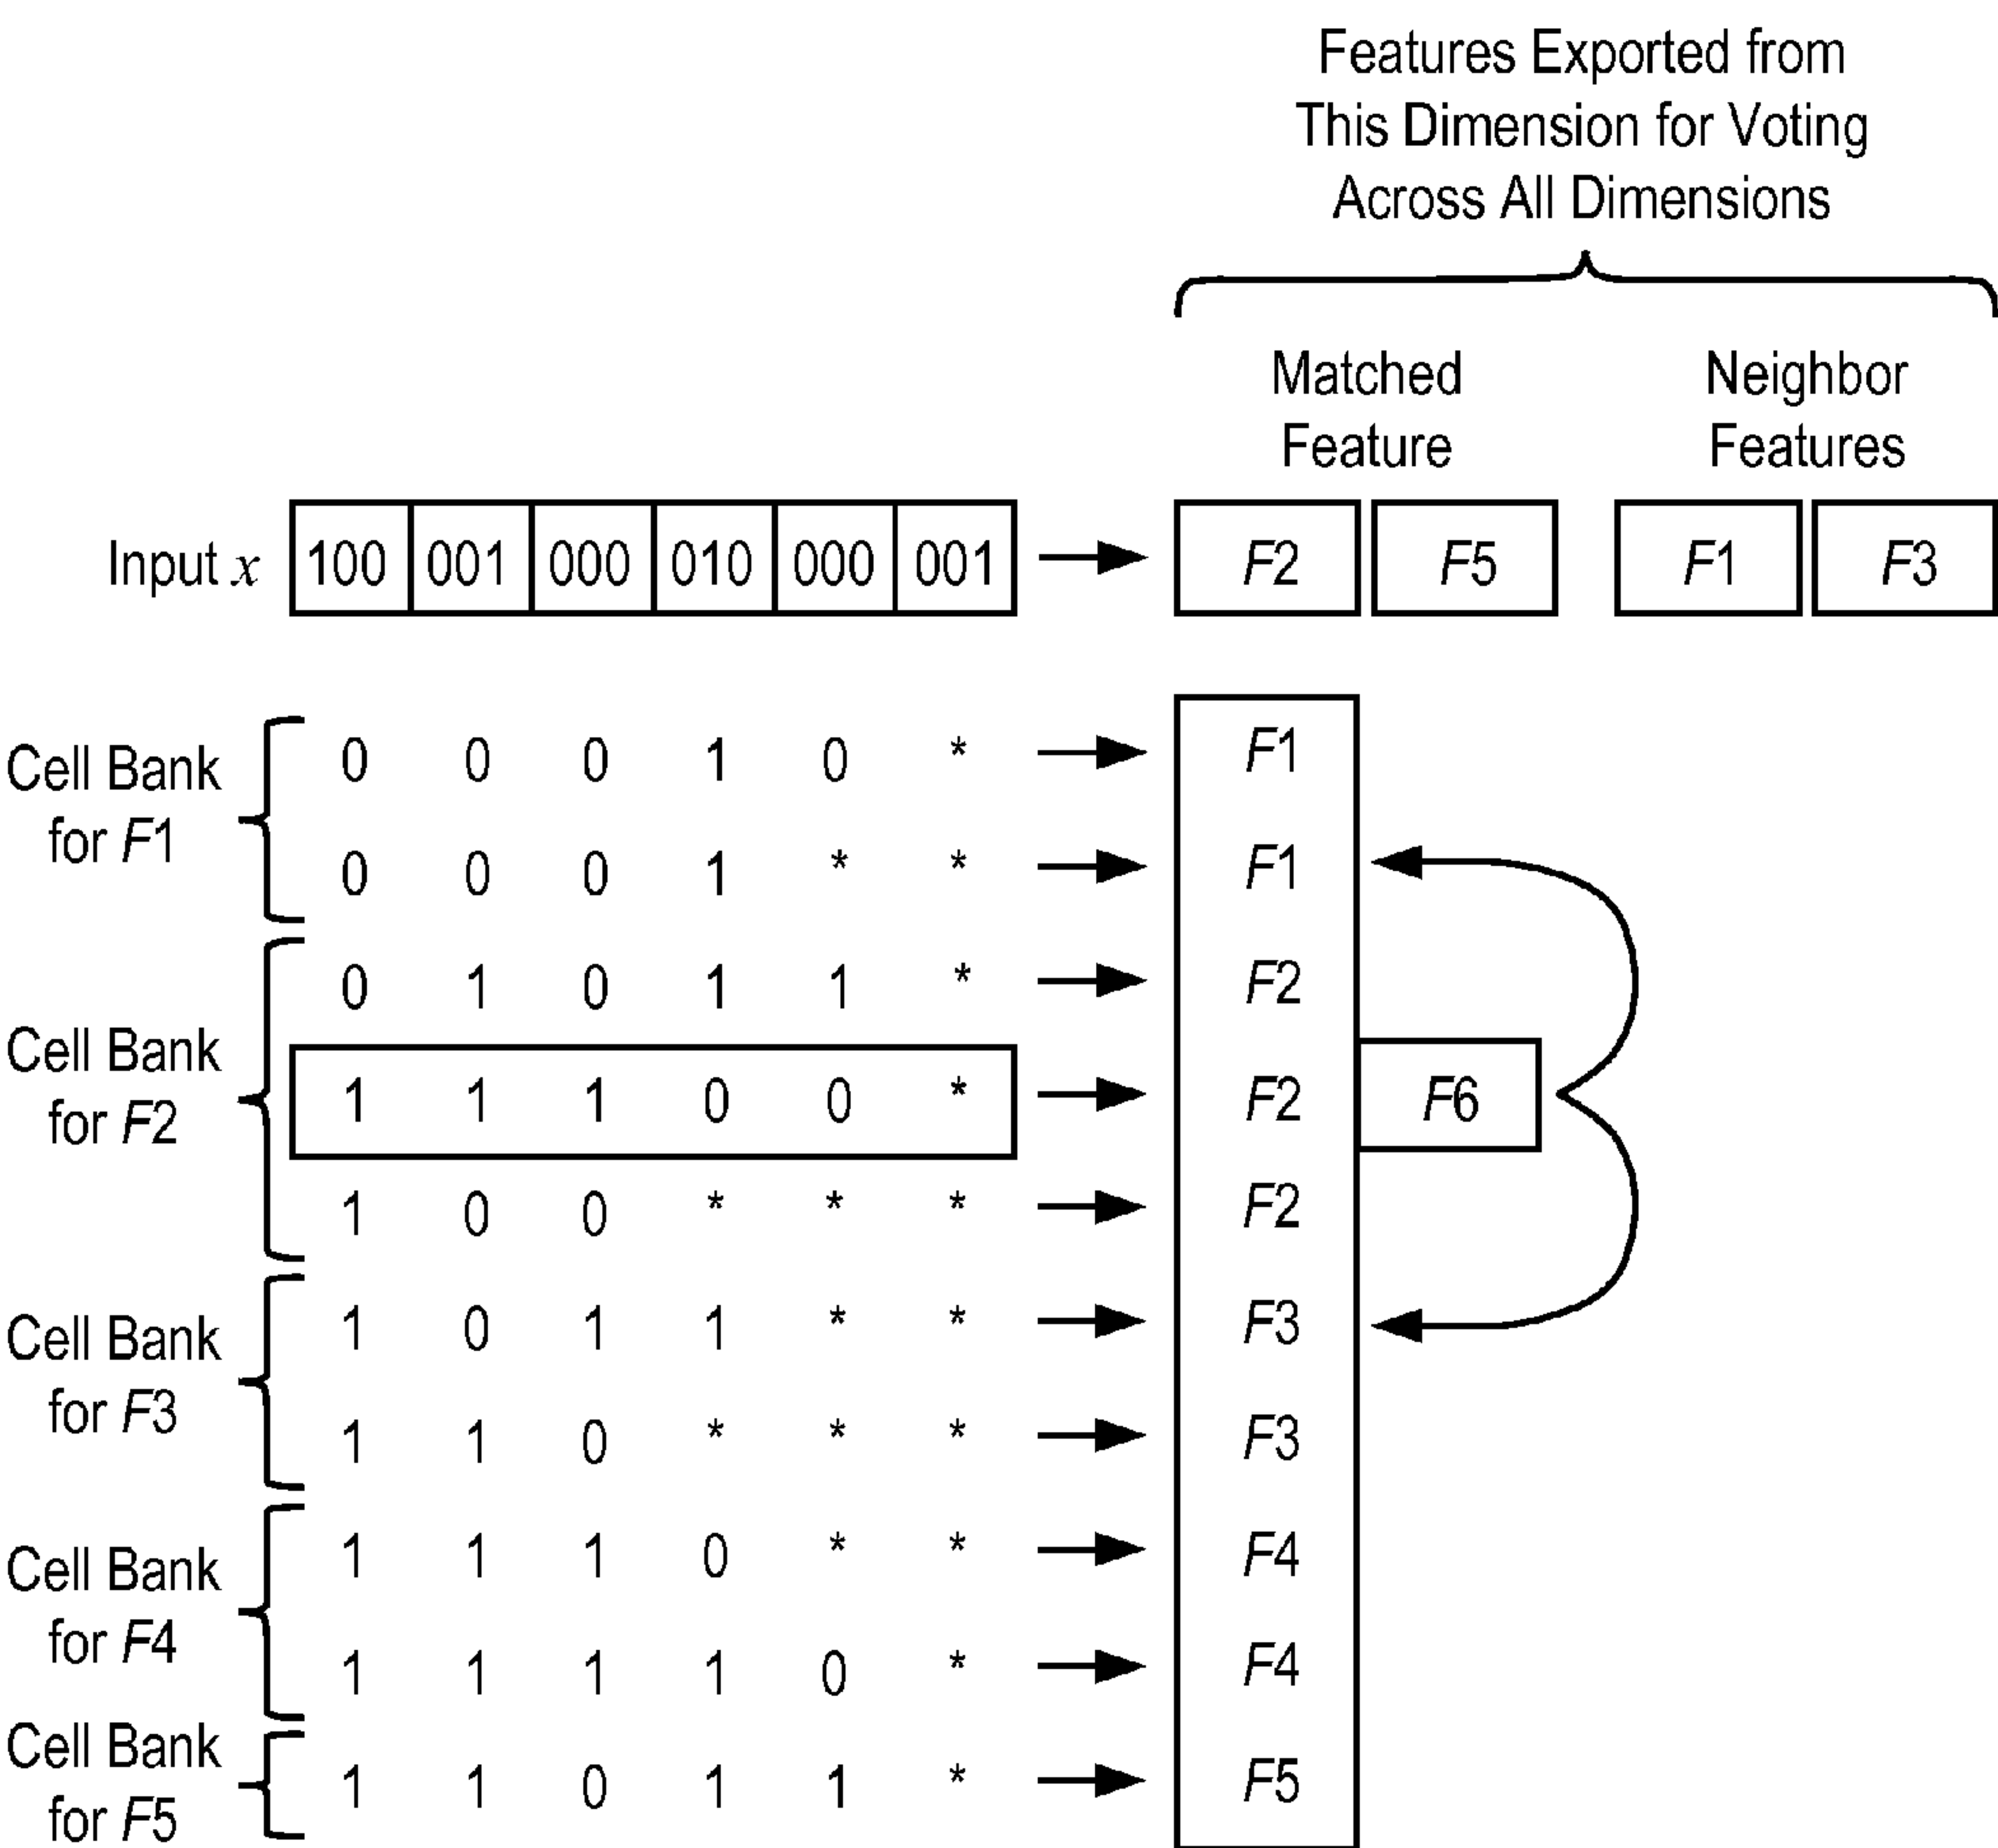 Features Exported from
This Dimension for Voting
Across All Dimensions
Matched
Feature
Neighbor
Features
Input x 100 001 000 010 000 001 F2 F5 F1 F3
Cell Bank
for F1
0 0 0 1 0 * F1
0 0 0 1 * * F1
Cell Bank
for F2
0 1 0 1 1 * F2
1 1 1 0 0 * F2 F6
1 0 0 * * * F2
Cell Bank
for F3
1 0 1 1 * * F3
1 1 0 * * * F3
Cell Bank
for F4
1 1 1 0 * * F4
1 1 1 1 0 * F4
Cell Bank
for F5
1 1 0 1 1 * F5